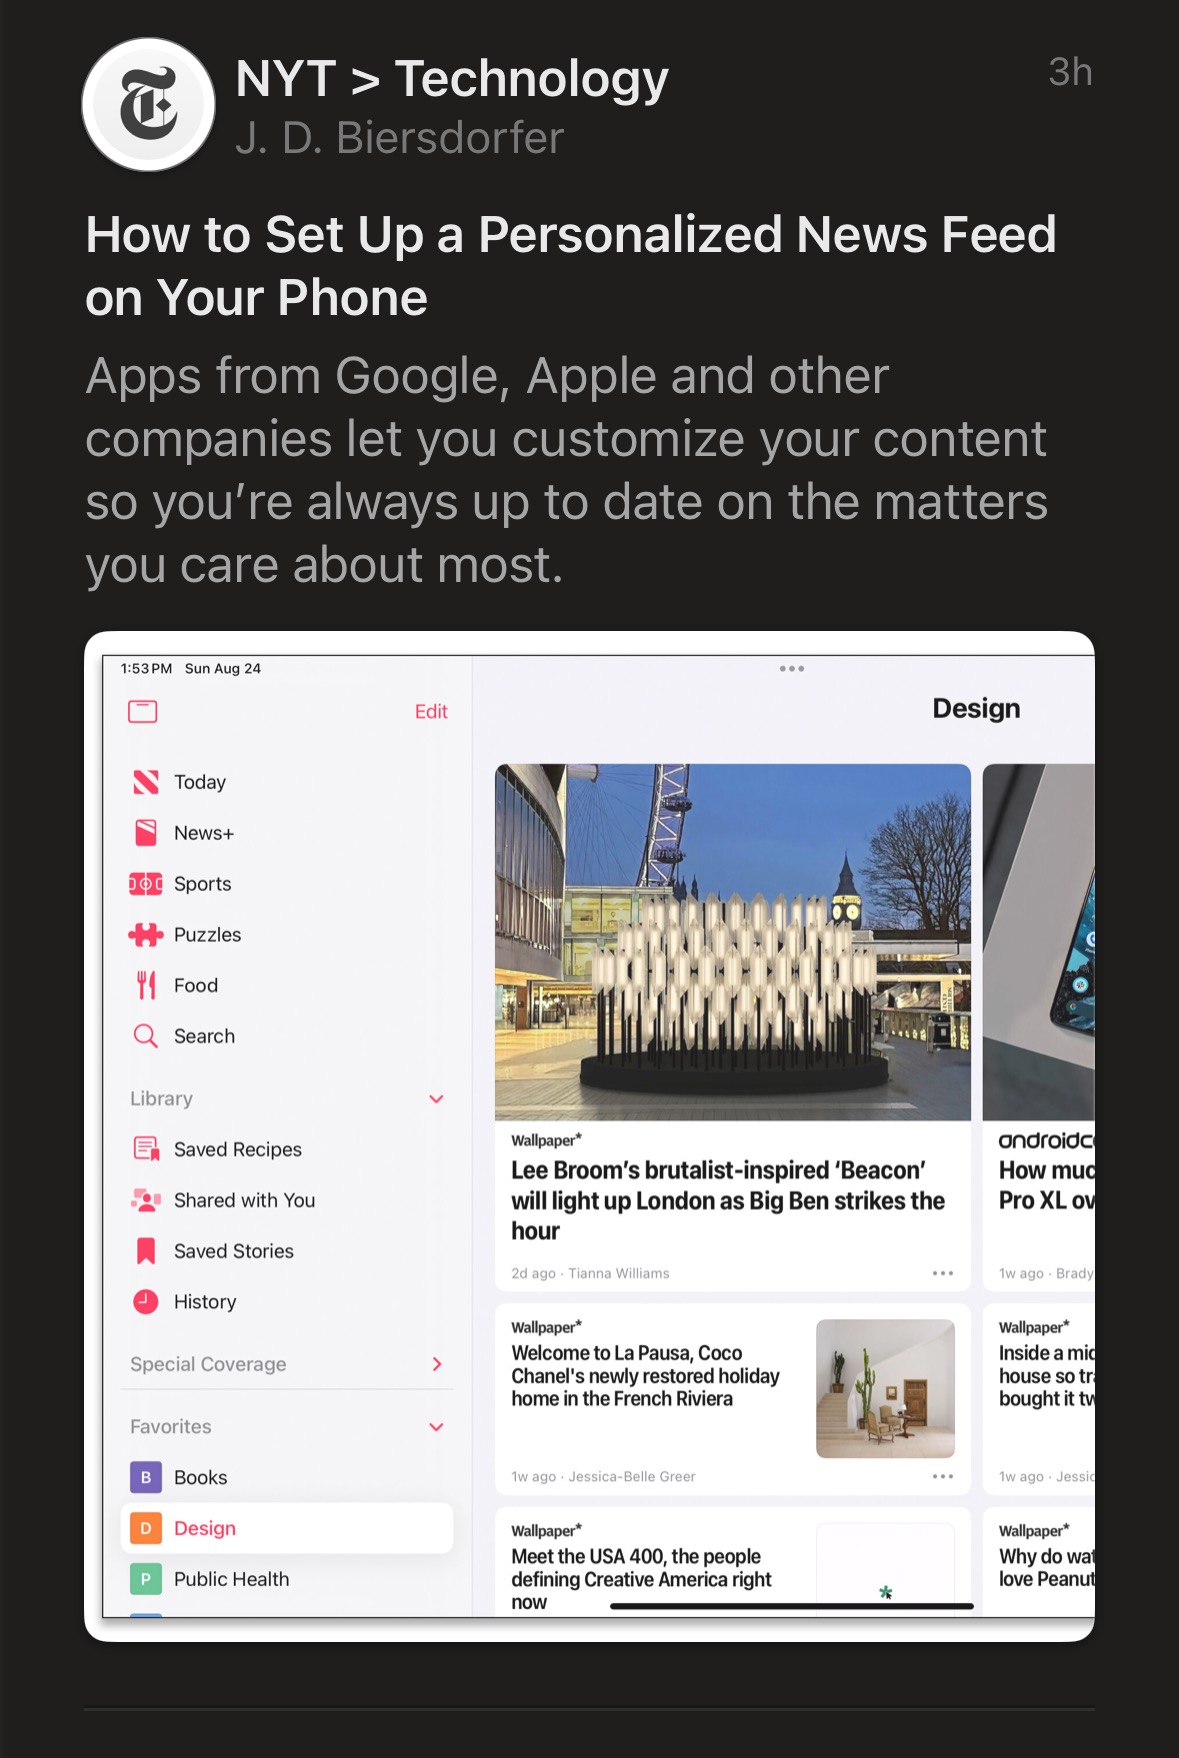 NYT > Technology
3h
J. D. Biersdorfer
How to Set Up a Personalized News Feed
on Your Phone
Apps from Google, Apple and other
companies let you customize your content
so you’re always up to date on the matters
you care about most.
1:53 PM Sun Aug 24
Edit
Today
News+
Sports
Puzzles
Food
Search
Library
Saved Recipes
Shared with You
Saved Stories
History
Special Coverage
Favorites
B Books
D Design
P Public Health
Design
Wallpaper*
Lee Broom’s brutalist-inspired ‘Beacon’
will light up London as Big Ben strikes the
hour
2d ago · Tianna Williams
Wallpaper*
Welcome to La Pausa, Coco
Chanel's newly restored holiday
home in the French Riviera
1w ago · Jessica-Belle Greer
Wallpaper*
Meet the USA 400, the people
defining Creative America right
now
androidc
How muc
Pro XL ov
1w ago · Brady
Wallpaper*
Inside a mid
house so tra
bought it tw
1w ago · Jessic
Wallpaper*
Why do wat
love Peanut